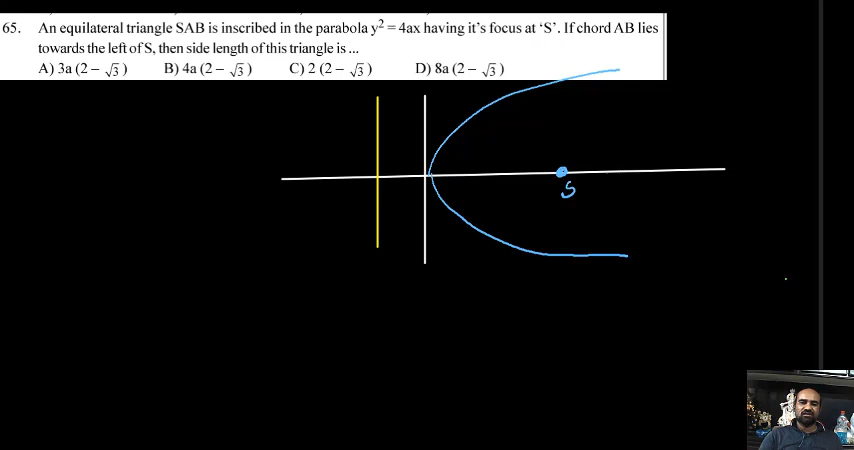 65. An equilateral triangle SAB is inscribed in the parabola y² = 4ax having it's focus at 'S'. If chord AB lies
towards the left of S, then side length of this triangle is ...
A) 3a (2 – √3) B) 4a (2 – √3) C) 2 (2 – √3) D) 8a (2 – √3)
S